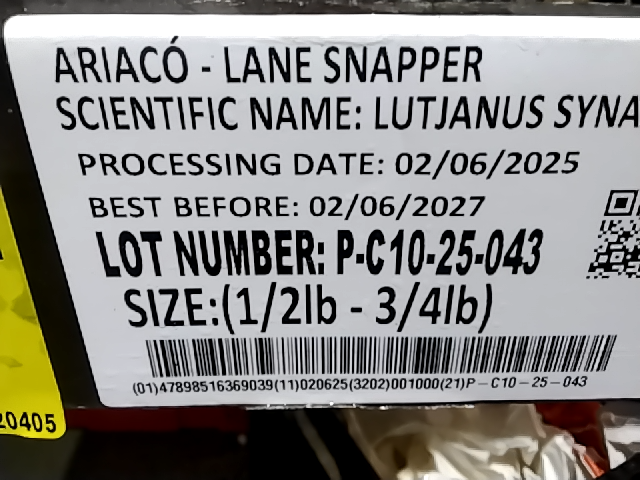 ARIACÓ - LANE SNAPPER
SCIENTIFIC NAME: LUTJANUS SYNA
PROCESSING DATE: 02/06/2025
BEST BEFORE: 02/06/2027
LOT NUMBER: P-C10-25-043
SIZE:(1/2lb - 3/4lb)
(01)47898516369039(11)020625(3202)001000(21)P-C10-25-043
20405